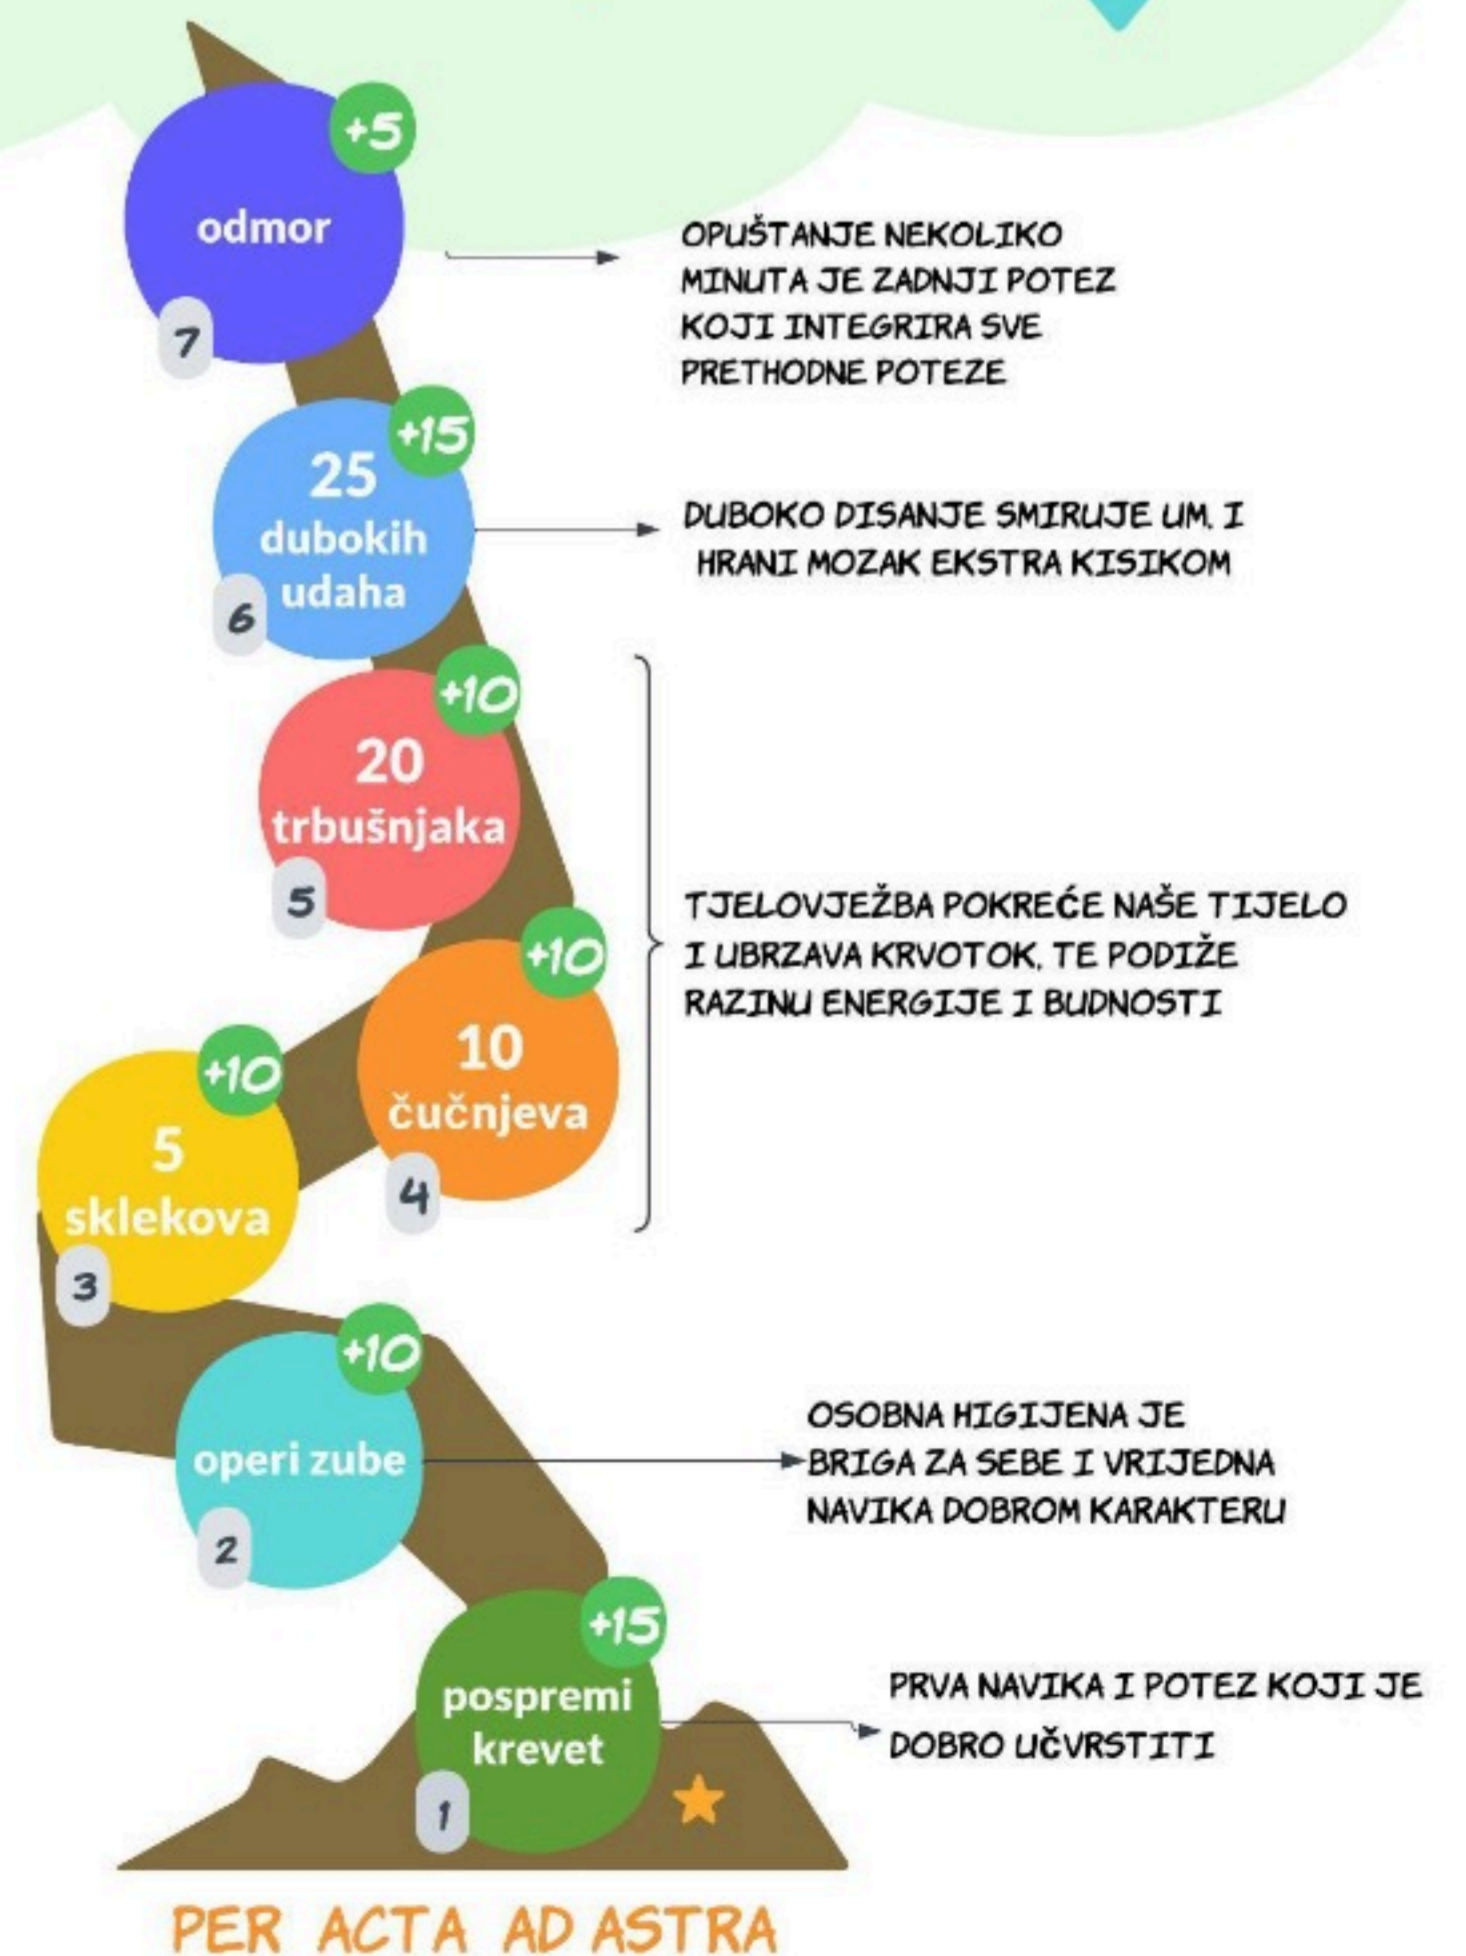 +5
odmor
7
OPUŠTANJE NEKOLIKO
MINUTA JE ZADNJI POTEZ
KOJI INTEGRIRA SVE
PRETHODNE POTEZE
+15
25
dubokih
udaha
6
DUBOKO DISANJE SMIRUJE UM, I
HRANI MOZAK EKSTRA KISIKOM
+10
20
trbušnjaka
5
+10
10
čučnjeva
4
TJELOVJEŽBA POKREĆE NAŠE TIJELO
I UBRZAVA KRVOTOK, TE PODIŽE
RAZINU ENERGIJE I BUDNOSTI
+10
5
sklekova
3
+10
operi zube
2
OSOBNA HIGIJENA JE
BRIGA ZA SEBE I VRIJEDNA
NAVIKA DOBROM KARAKTERU
+15
pospremi
krevet
1
PRVA NAVIKA I POTEZ KOJI JE
DOBRO UČVRSTITI
PER ACTA AD ASTRA